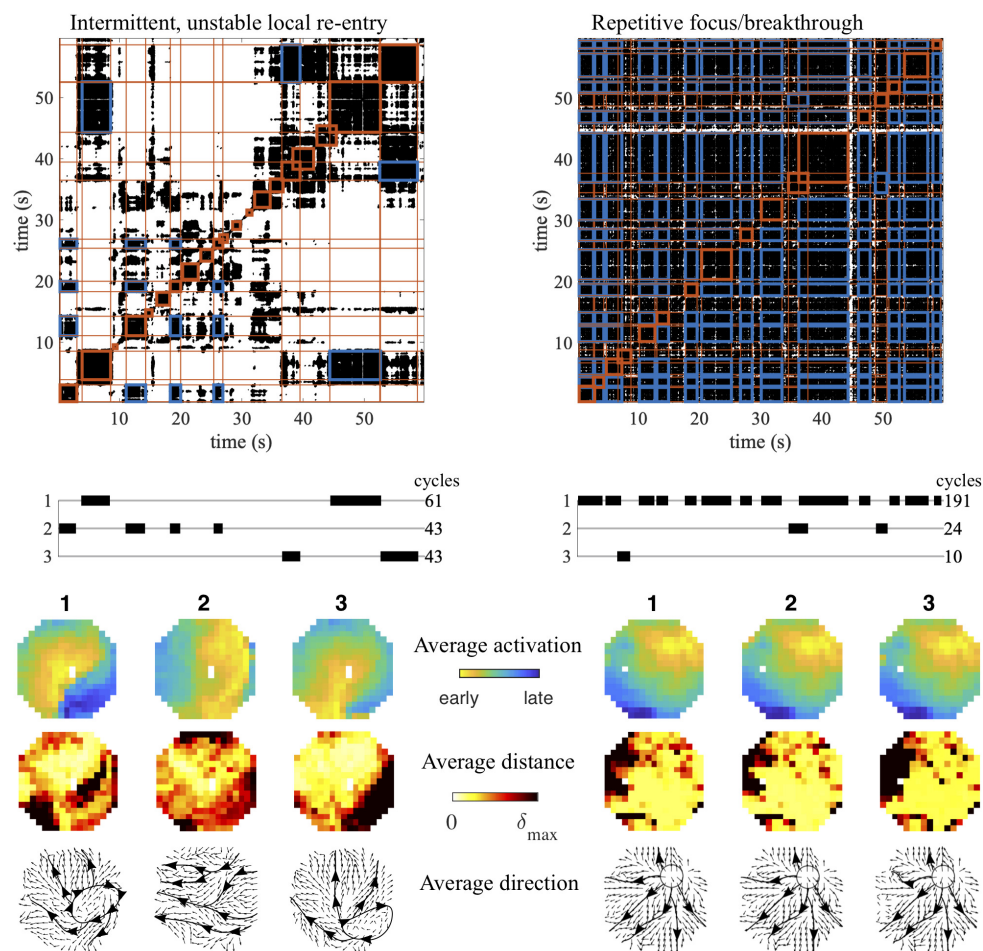 Intermittent, unstable local re-entry
Repetitive focus/breakthrough
time (s)
50
40
30
20
10
10 20 30 40 50
time (s)
time (s)
50
40
30
20
10
10 20 30 40 50
time (s)
cycles
1 61
2 43
3 43
cycles
1 191
2 24
3 10
1 2 3
1 2 3
Average activation
early late
Average distance
0 δmax
Average direction